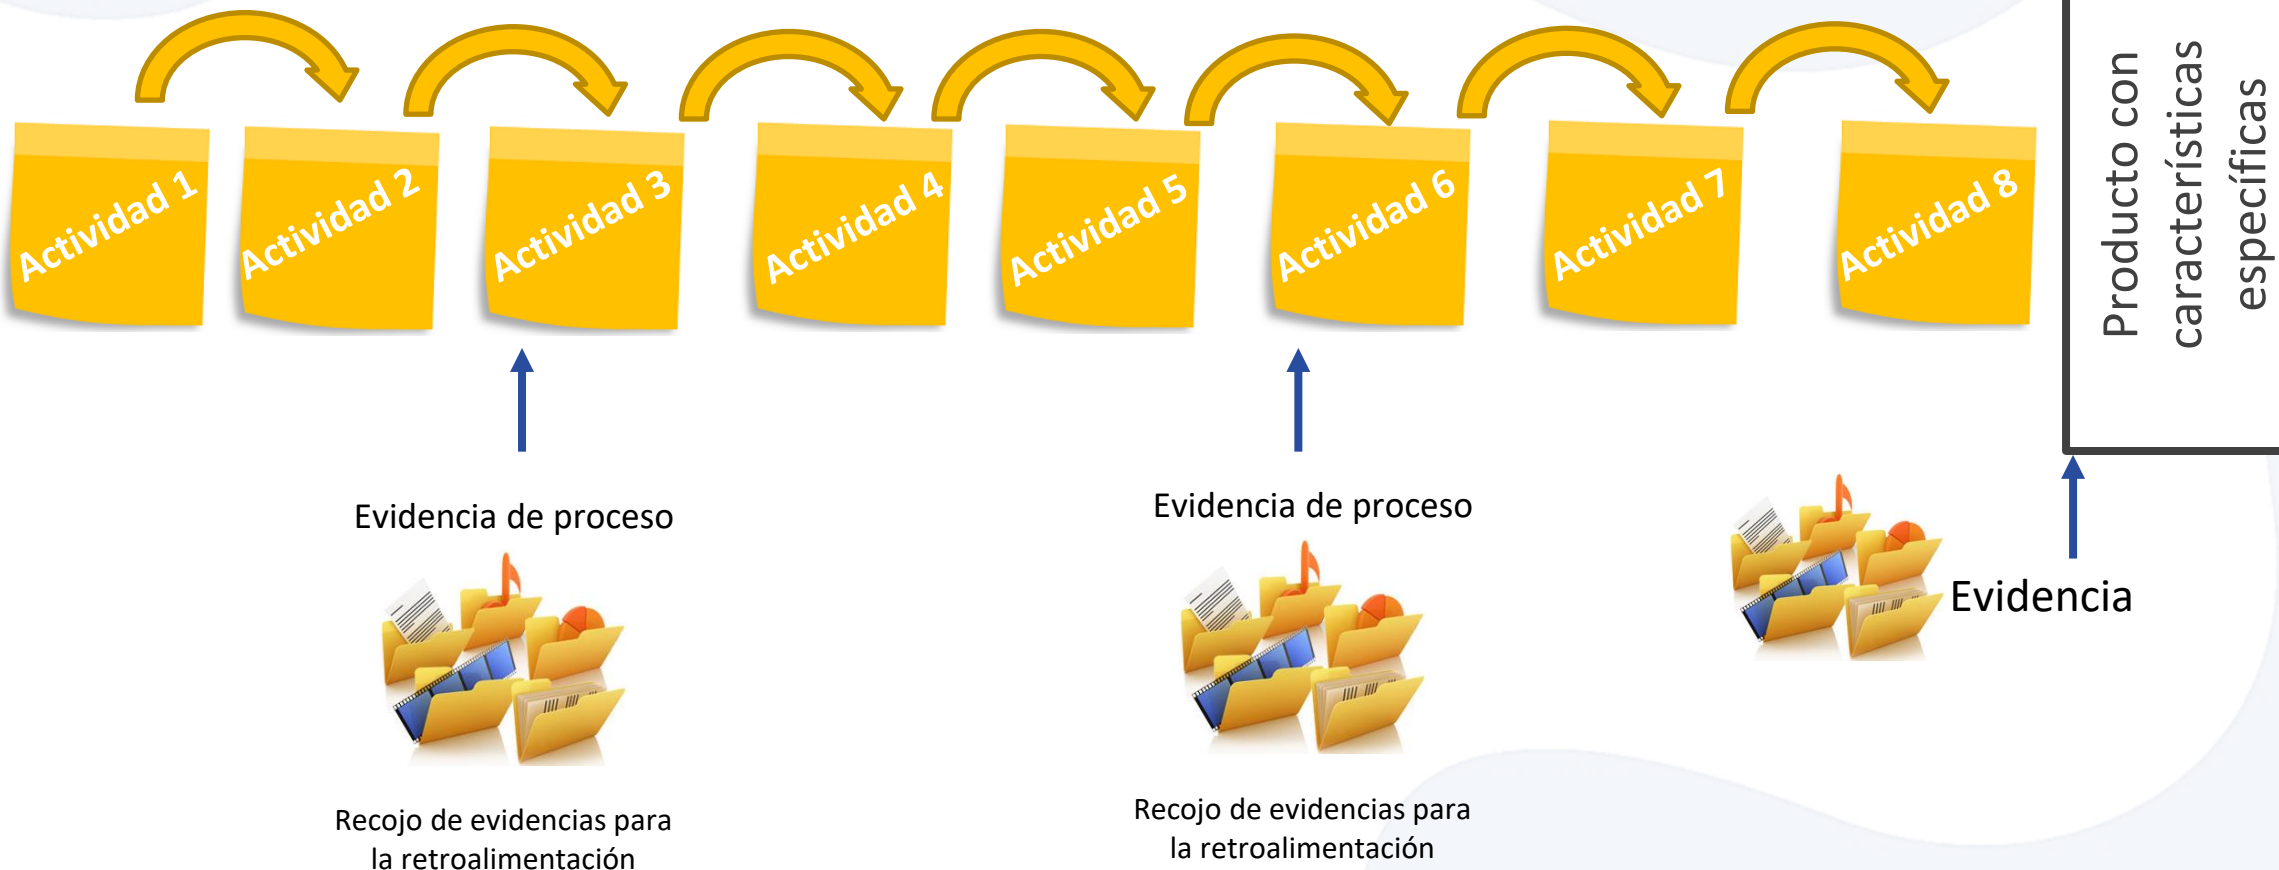 Actividad 1
Actividad 2
Actividad 3
Actividad 4
Actividad 5
Actividad 6
Actividad 7
Actividad 8
Producto con
características
específicas
Evidencia de proceso
Recojo de evidencias para
la retroalimentación
Evidencia de proceso
Recojo de evidencias para
la retroalimentación
Evidencia